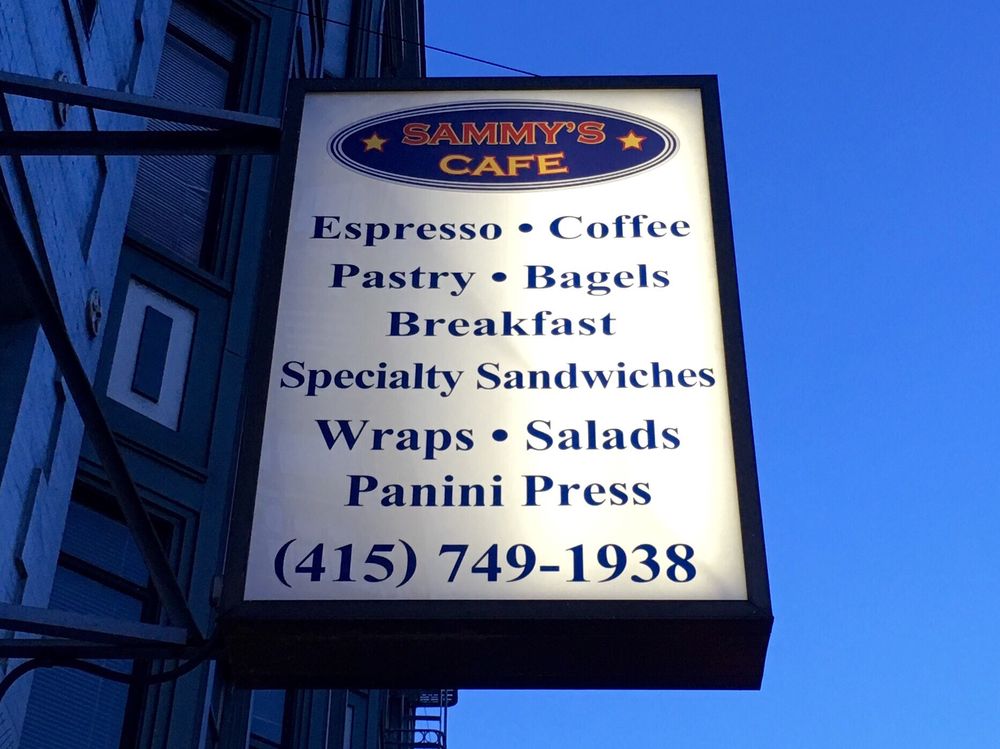 SAMMY'S
CAFE
Espresso • Coffee
Pastry • Bagels
Breakfast
Specialty Sandwiches
Wraps • Salads
Panini Press
(415) 749-1938